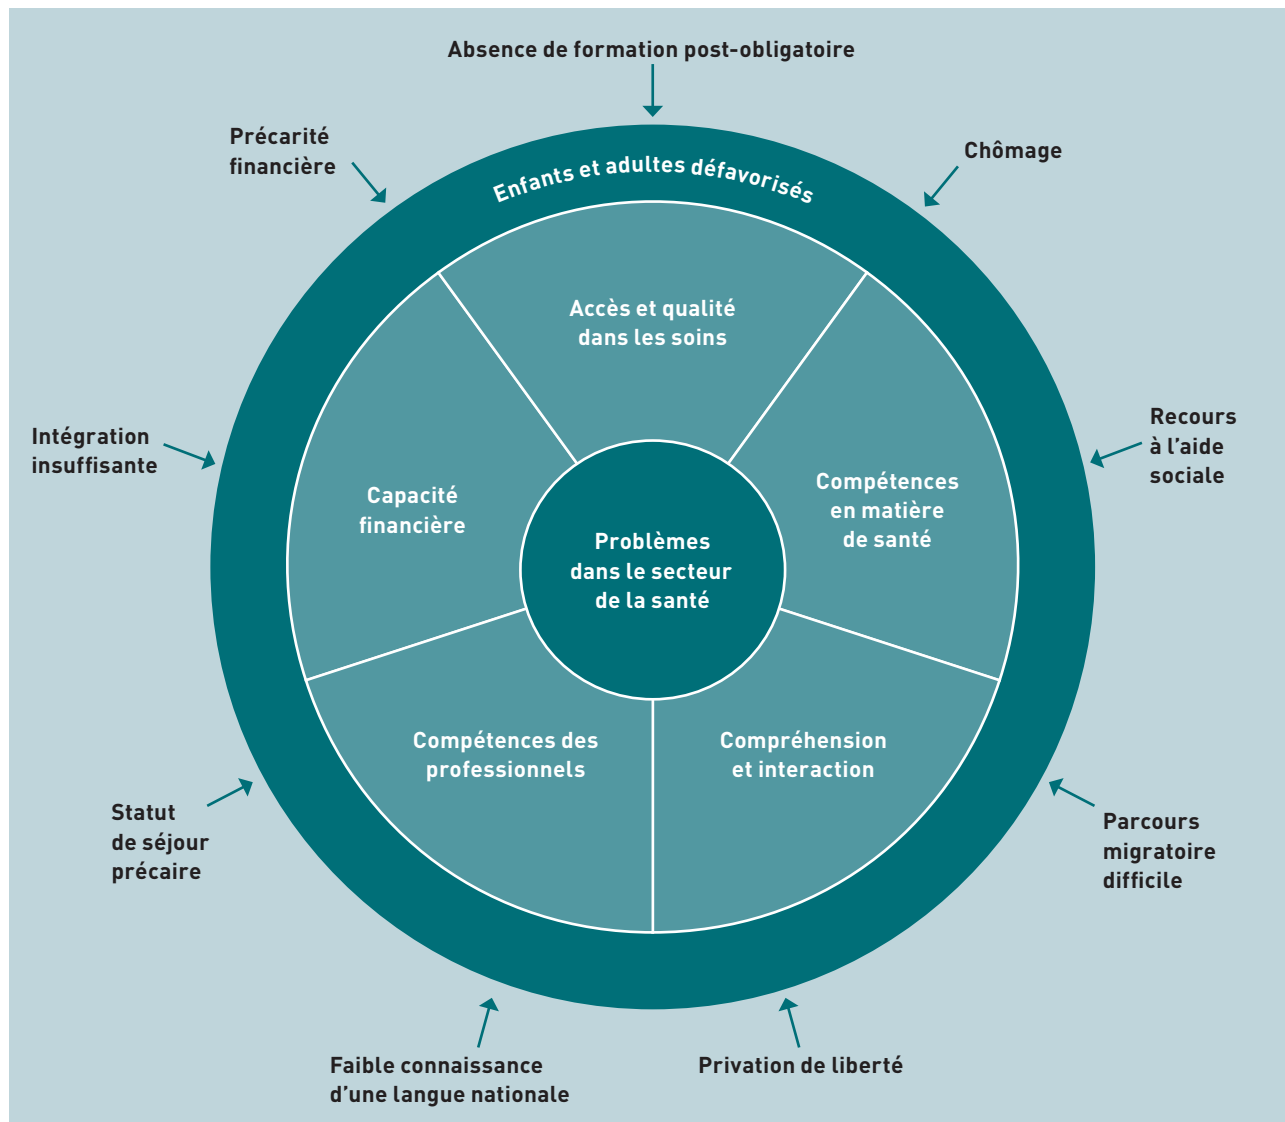 Absence de formation post-obligatoire
Précarité
financière
Chômage
Enfants et adultes défavorisés
Accès et qualité
dans les soins
Intégration
insuffisante
Recours
à l’aide
sociale
Capacité
financière
Compétences
en matière
de santé
Problèmes
dans le secteur
de la santé
Compétences des
professionnels
Compréhension
et interaction
Statut
de séjour
précaire
Parcours
migratoire
difficile
Faible connaissance
d’une langue nationale
Privation de liberté